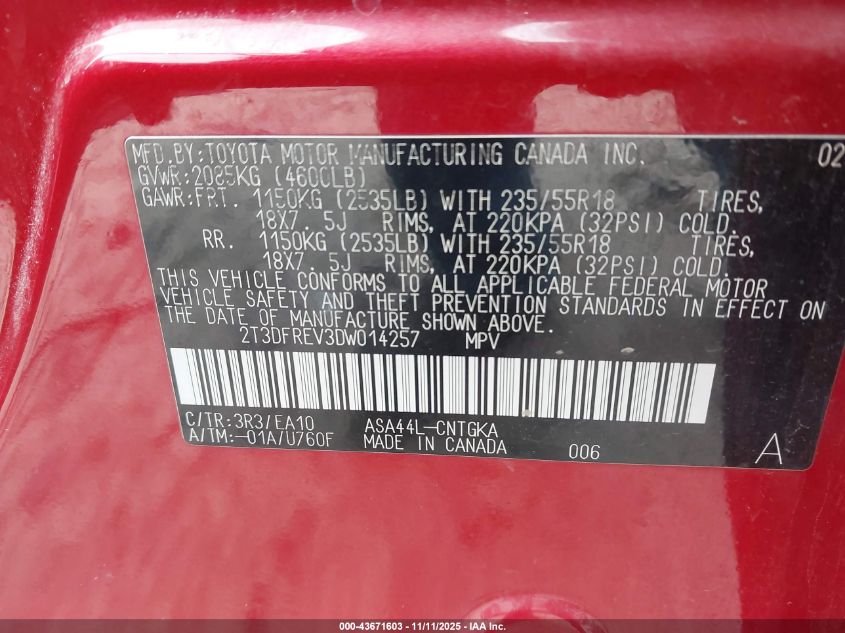 MFD.BY:TOYOTA MOTOR MANUFACTURING CANADA INC. 02
GVWR:2085KG (4600LB)
GAWR:FRT. 1150KG (2535LB) WITH 235/55R18 TIRES,
18X7. 5J RIMS, AT 220KPA (32PSI) COLD.
RR. 1150KG (2535LB) WITH 235/55R18 TIRES,
18X7. 5J RIMS, AT 220KPA (32PSI) COLD.
THIS VEHICLE CONFORMS TO ALL APPLICABLE FEDERAL MOTOR
VEHICLE SAFETY AND THEFT PREVENTION STANDARDS IN EFFECT ON
THE DATE OF MANUFACTURE SHOWN ABOVE.
2T3DFREV3DW014257 MPV
C/TR:3R3/EA10 ASA44L-CNTGKA
A/TM:-01A/U760F MADE IN CANADA 006 A
000-43671603 - 11/11/2025 - IAA Inc.